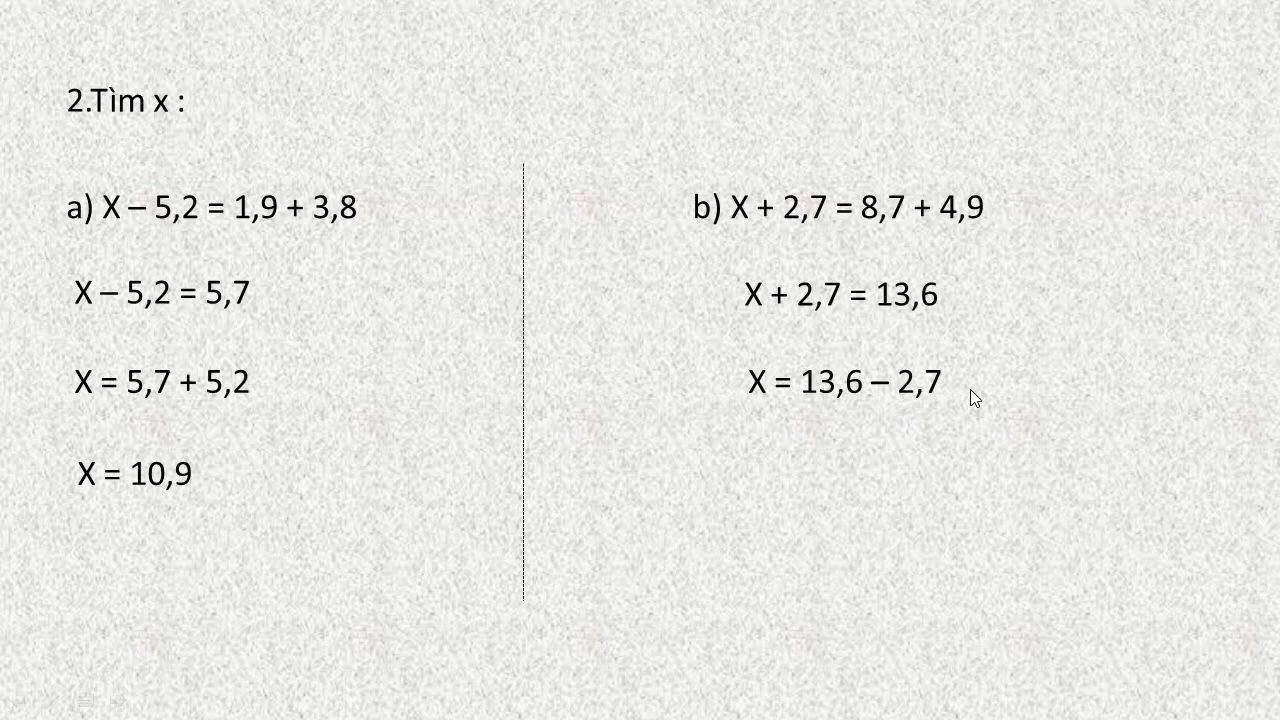 2.Tìm x :
a) X – 5,2 = 1,9 + 3,8
X – 5,2 = 5,7
X = 5,7 + 5,2
X = 10,9
b) X + 2,7 = 8,7 + 4,9
X + 2,7 = 13,6
X = 13,6 – 2,7